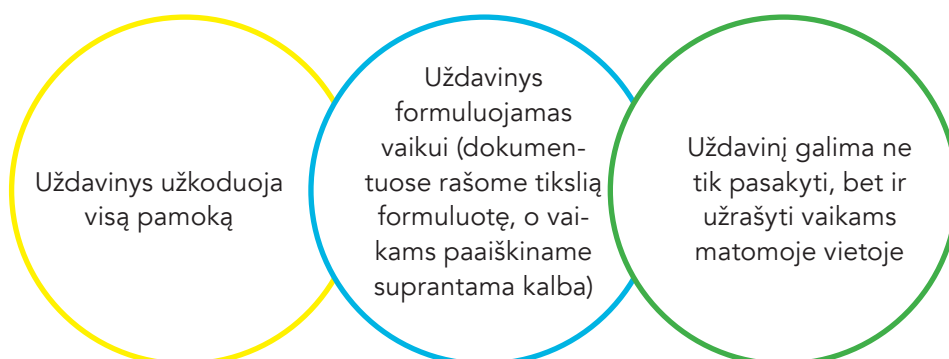 Uždavinys užkoduoja
visą pamoką
Uždavinys
formuluojamas
vaikui (dokumen-
tuose rašome tikslią
formuluotę, o vai-
kams paaiškiname
suprantama kalba)
Uždavinį galima ne
tik pasakyti, bet ir
užrašyti vaikams
matomoje vietoje